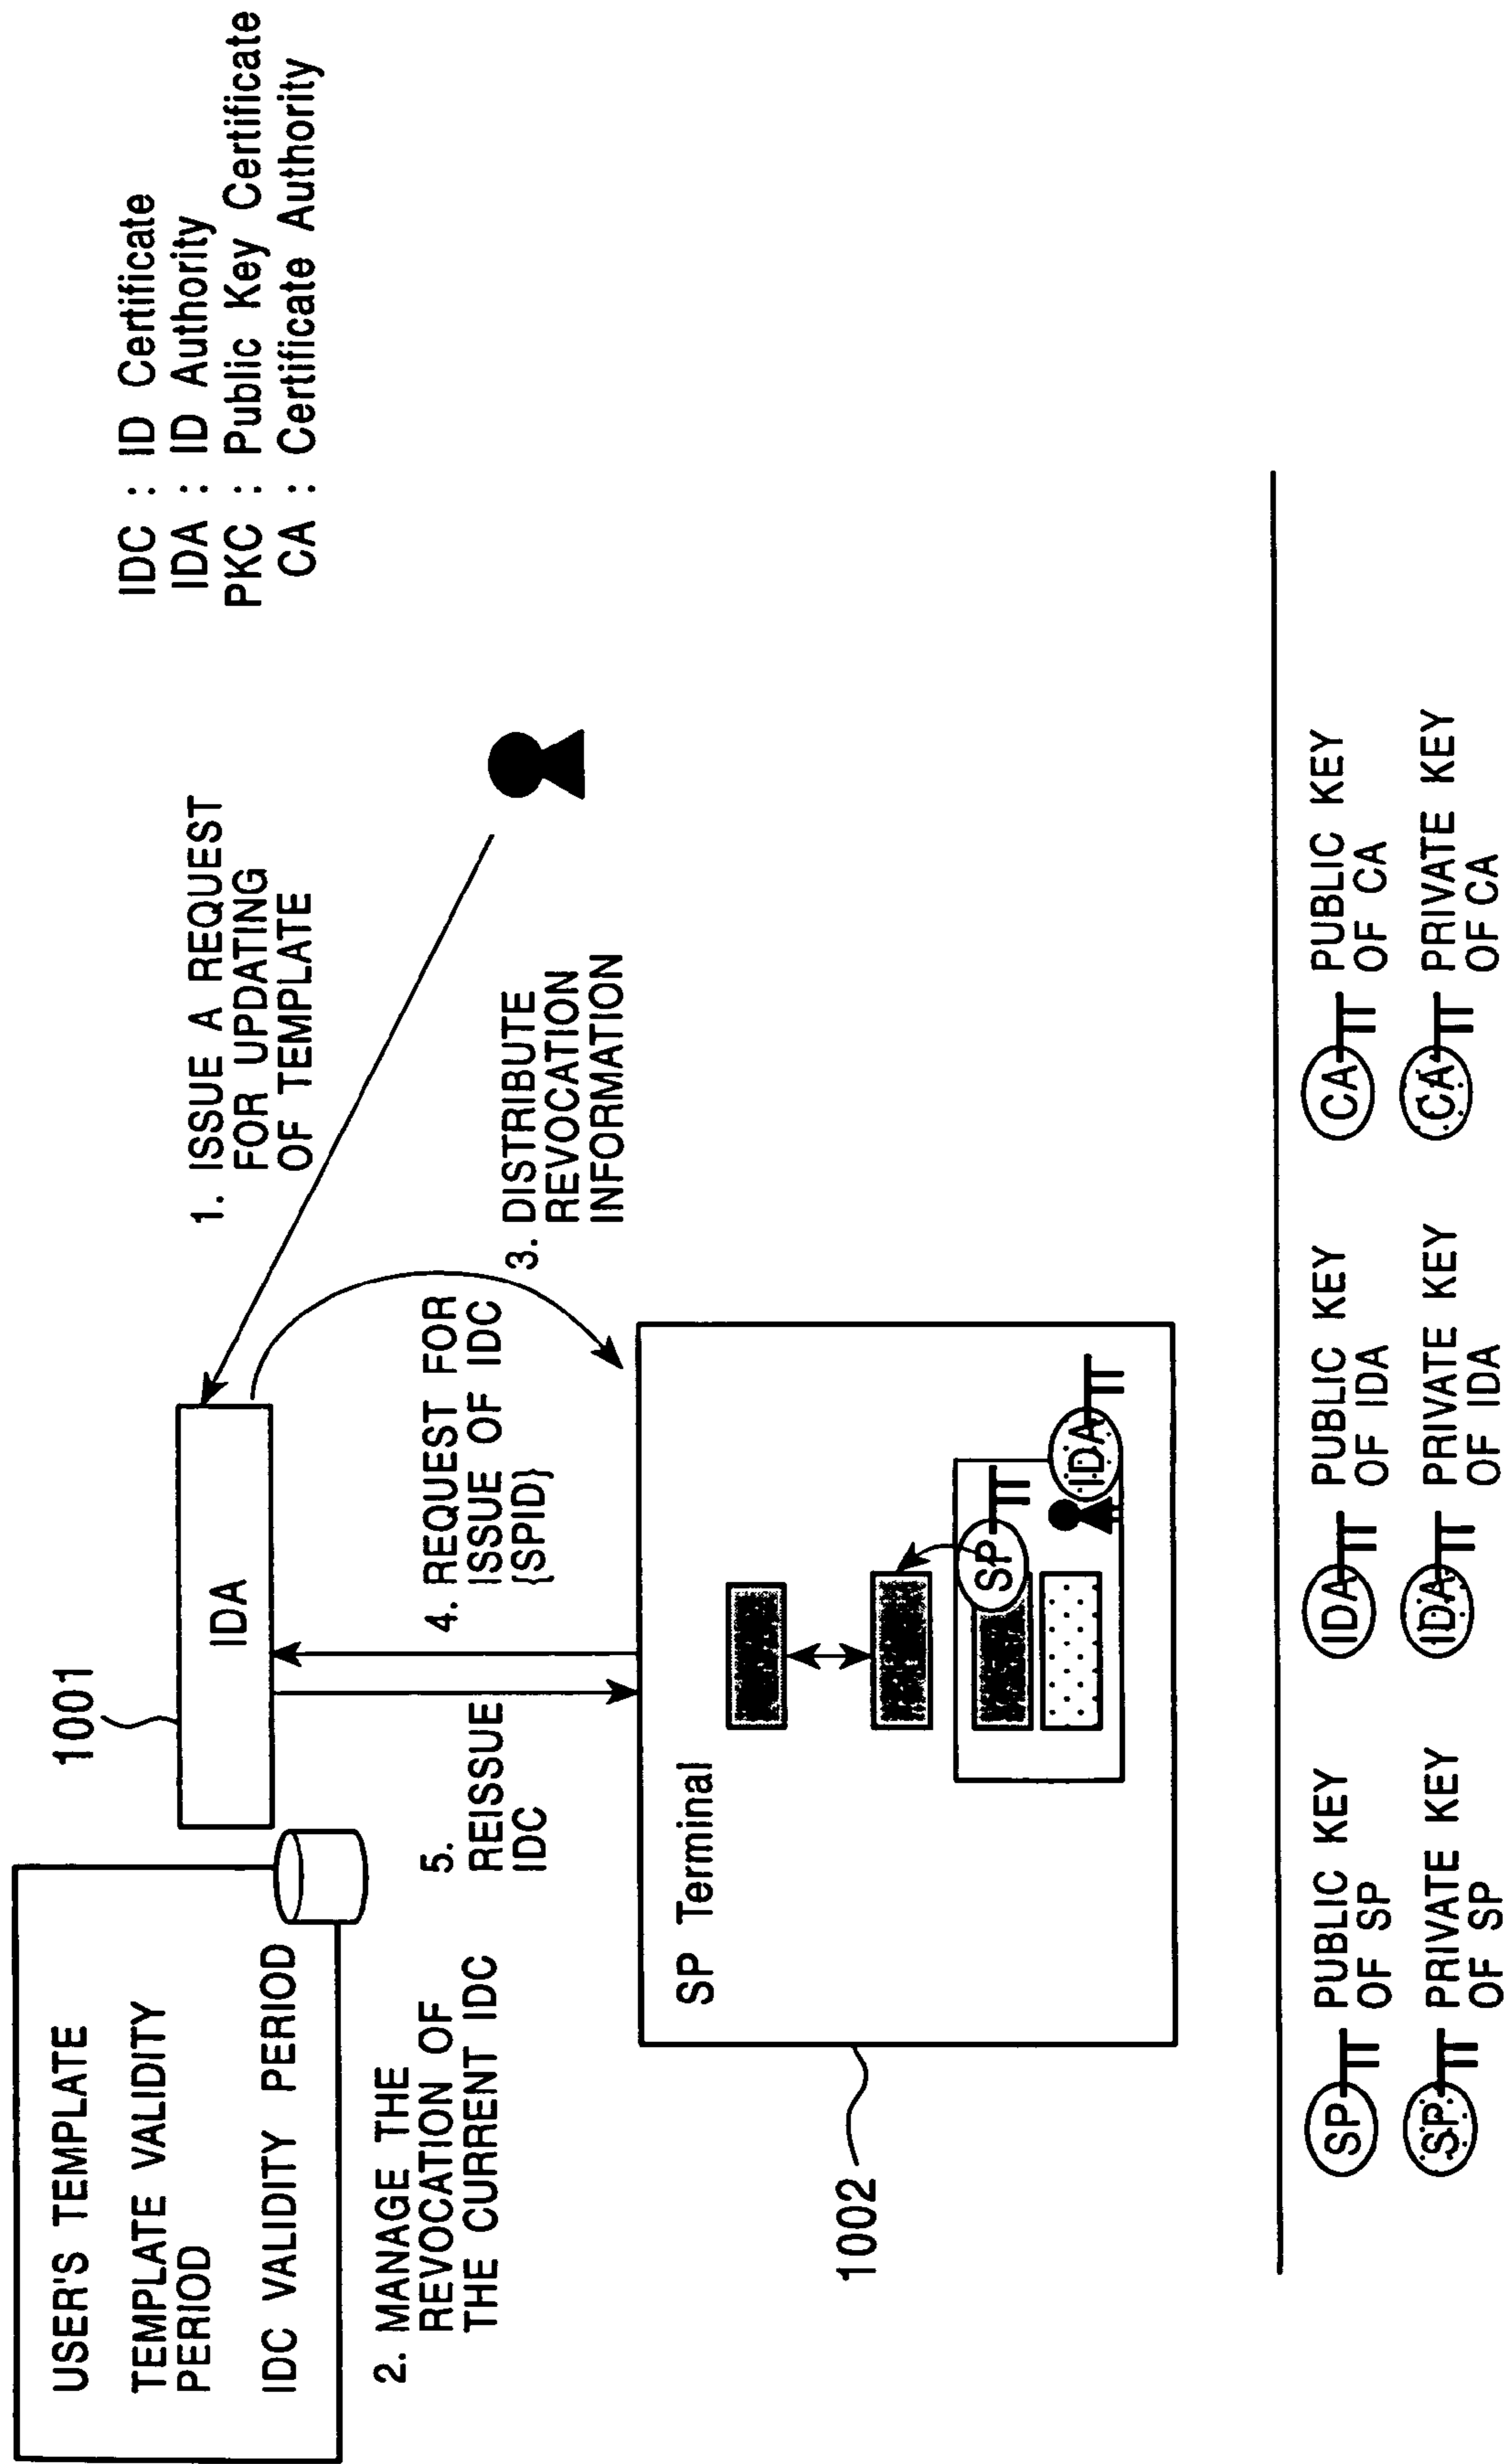 IDC : ID Certificate
IDA : ID Authority
PKC : Public Key Certificate
CA : Certificate Authority
USER'S TEMPLATE
TEMPLATE VALIDITY
PERIOD
IDC VALIDITY PERIOD
1001
IDA
1. ISSUE A REQUEST
FOR UPDATING
OF TEMPLATE
2. MANAGE THE
REVOCATION OF
THE CURRENT IDC
3. DISTRIBUTE
REVOCATION
INFORMATION
4. REQUEST FOR
ISSUE OF IDC
{SPID}
5.
REISSUE
IDC
1002
SP Terminal
SP
IDA
SP PUBLIC KEY
OF SP
IDA PUBLIC KEY
OF IDA
CA PUBLIC KEY
OF CA
SP PRIVATE KEY
OF SP
IDA PRIVATE KEY
OF IDA
CA PRIVATE KEY
OF CA